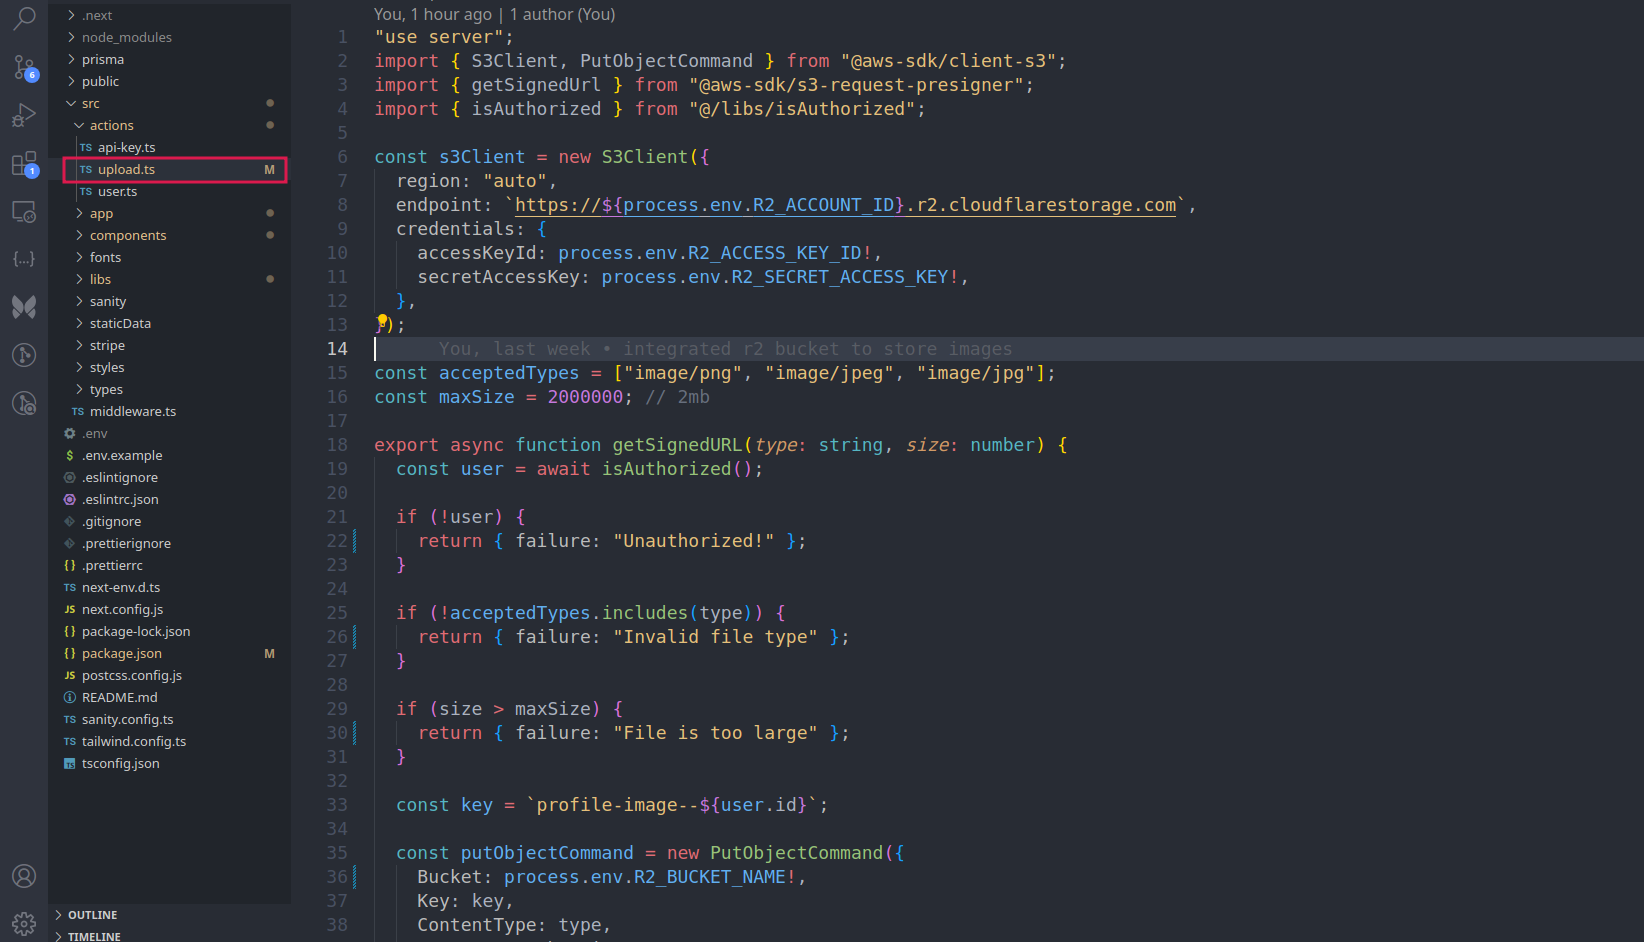 .next
node_modules
prisma
public
src
actions
TS api-key.ts
TS upload.ts M
TS user.ts
app
components
fonts
libs
sanity
staticData
stripe
styles
types
TS middleware.ts
.env
$ .env.example
.eslintignore
.eslintrc.json
.gitignore
.prettierignore
{} .prettierrc
TS next-env.d.ts
JS next.config.js
{} package-lock.json
{} package.json M
JS postcss.config.js
README.md
TS sanity.config.ts
TS tailwind.config.ts
TS tsconfig.json
OUTLINE
TIMELINE
6
1
You, 1 hour ago | 1 author (You)
1 "use server";
2 import { S3Client, PutObjectCommand } from "@aws-sdk/client-s3";
3 import { getSignedUrl } from "@aws-sdk/s3-request-presigner";
4 import { isAuthorized } from "@/libs/isAuthorized";
5
6 const s3Client = new S3Client({
7 region: "auto",
8 endpoint: `https://${process.env.R2_ACCOUNT_ID}.r2.cloudflarestorage.com`,
9 credentials: {
10 accessKeyId: process.env.R2_ACCESS_KEY_ID!,
11 secretAccessKey: process.env.R2_SECRET_ACCESS_KEY!,
12 },
13 });
14 You, last week • integrated r2 bucket to store images
15 const acceptedTypes = ["image/png", "image/jpeg", "image/jpg"];
16 const maxSize = 2000000; // 2mb
17
18 export async function getSignedURL(type: string, size: number) {
19 const user = await isAuthorized();
20
21 if (!user) {
22 return { failure: "Unauthorized!" };
23 }
24
25 if (!acceptedTypes.includes(type)) {
26 return { failure: "Invalid file type" };
27 }
28
29 if (size > maxSize) {
30 return { failure: "File is too large" };
31 }
32
33 const key = `profile-image--${user.id}`;
34
35 const putObjectCommand = new PutObjectCommand({
36 Bucket: process.env.R2_BUCKET_NAME!,
37 Key: key,
38 ContentType: type,